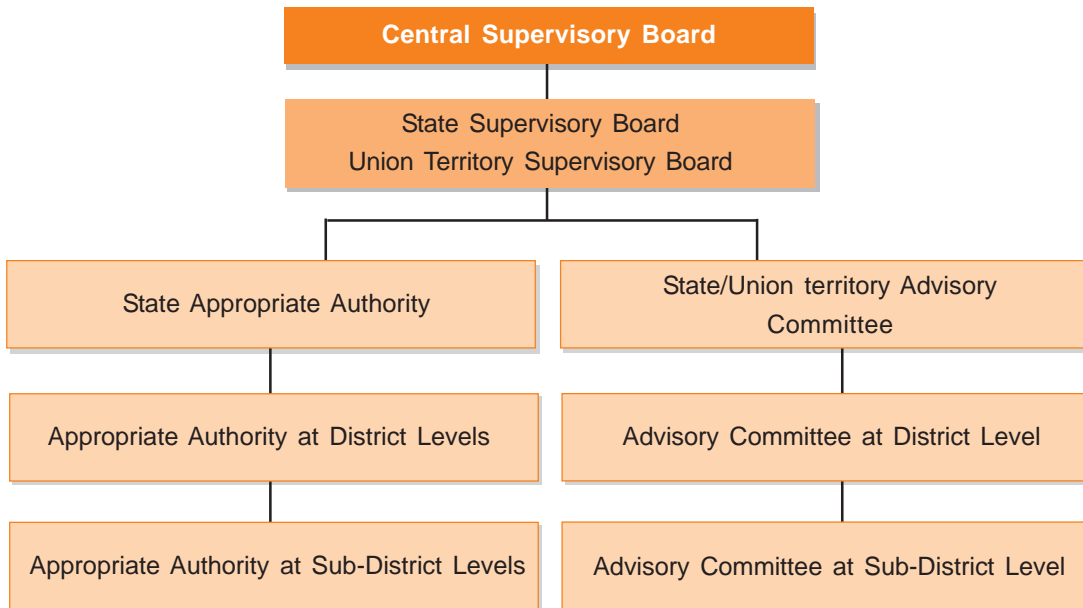 Central Supervisory Board
State Supervisory Board
Union Territory Supervisory Board
State Appropriate Authority
State/Union territory Advisory
Committee
Appropriate Authority at District Levels
Advisory Committee at District Level
Appropriate Authority at Sub-District Levels
Advisory Committee at Sub-District Level